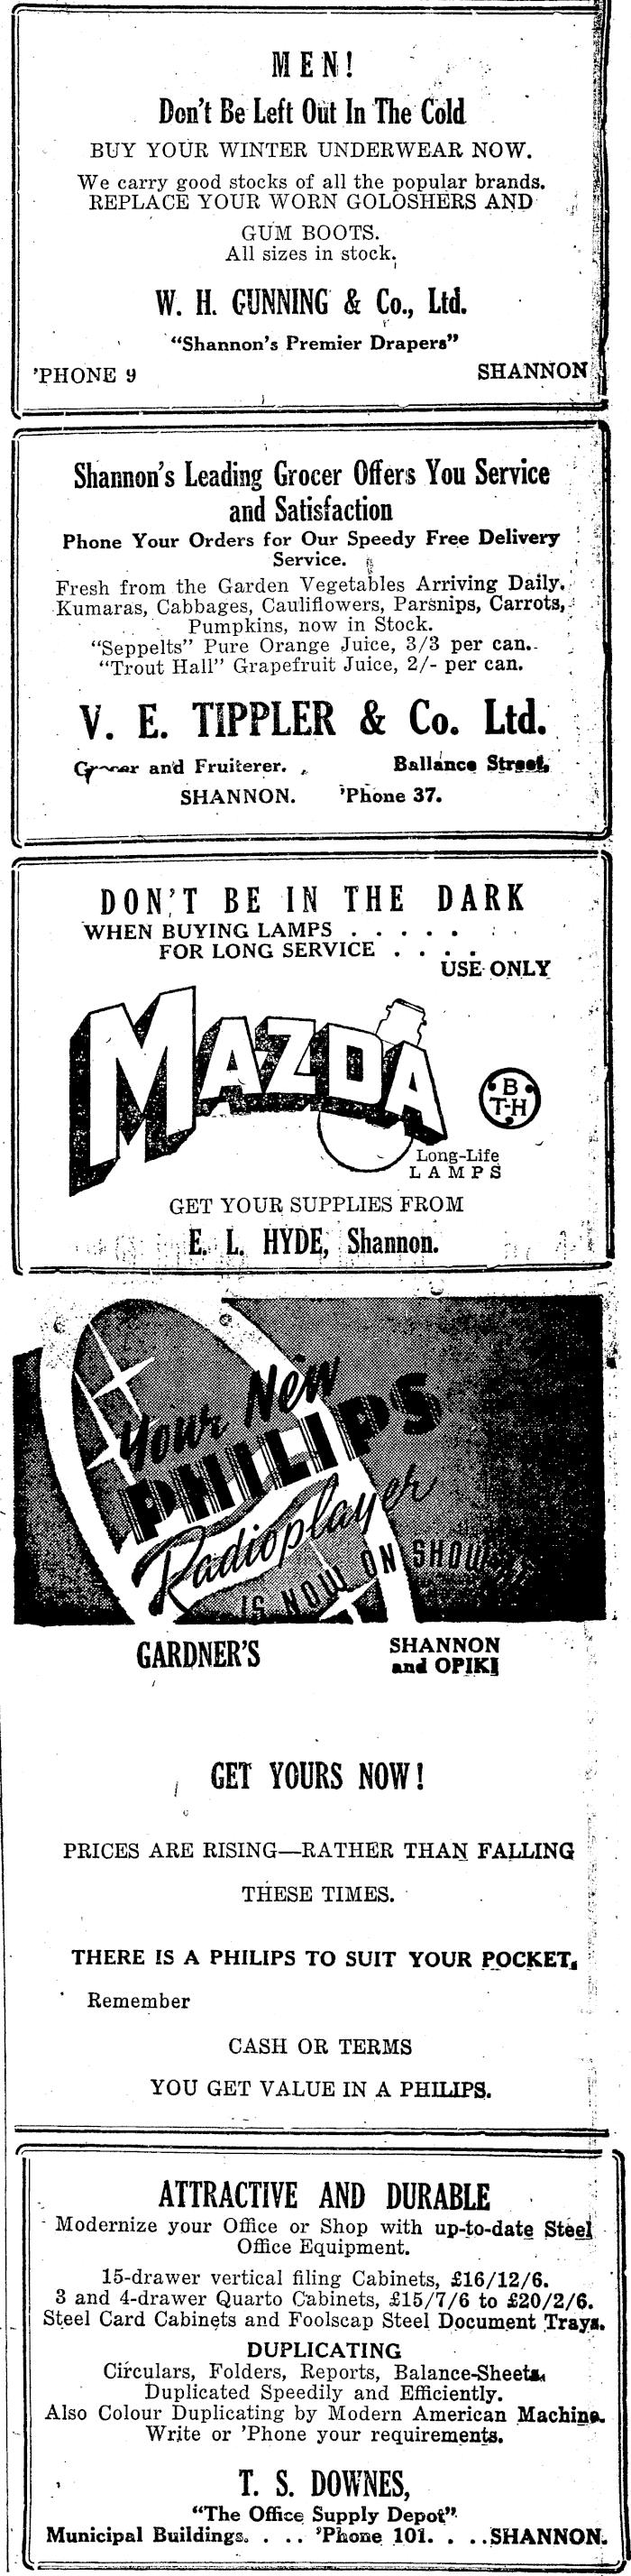 MEN!
Don't Be Left Out In The Cold
BUY YOUR WINTER UNDERWEAR NOW.
We carry good stocks of all the popular brands.
REPLACE YOUR WORN GOLOSHERS AND
GUM BOOTS.
All sizes in stock.
W. H. GUNNING & Co., Ltd.
"Shannon's Premier Drapers"
'PHONE 9 SHANNON
Shannon's Leading Grocer Offers You Service
and Satisfaction
Phone Your Orders for Our Speedy Free Delivery
Service.
Fresh from the Garden Vegetables Arriving Daily.
Kumaras, Cabbages, Cauliflowers, Parsnips, Carrots,
Pumpkins, now in Stock.
"Seppelts" Pure Orange Juice, 3/3 per can.
"Trout Hall" Grapefruit Juice, 2/- per can.
V. E. TIPPLER & Co. Ltd.
Grocer and Fruiterer. Ballance Street,
SHANNON. 'Phone 37.
DON'T BE IN THE DARK
WHEN BUYING LAMPS . . . . .
FOR LONG SERVICE . . . .
USE ONLY
MAZDA
B
T-H
Long-Life
LAMPS
GET YOUR SUPPLIES FROM
E. L. HYDE, Shannon.
Your New
PHILIPS
Radioplayer
IS NOW ON SHOW
GARDNER'S SHANNON
and OPIKI
GET YOURS NOW!
PRICES ARE RISING—RATHER THAN FALLING
THESE TIMES.
THERE IS A PHILIPS TO SUIT YOUR POCKET.
Remember
CASH OR TERMS
YOU GET VALUE IN A PHILIPS.
ATTRACTIVE AND DURABLE
Modernize your Office or Shop with up-to-date Steel
Office Equipment.
15-drawer vertical filing Cabinets, £16/12/6.
3 and 4-drawer Quarto Cabinets, £15/7/6 to £20/2/6.
Steel Card Cabinets and Foolscap Steel Document Trays.
DUPLICATING
Circulars, Folders, Reports, Balance-Sheets,
Duplicated Speedily and Efficiently.
Also Colour Duplicating by Modern American Machine.
Write or 'Phone your requirements.
T. S. DOWNES,
"The Office Supply Depot"
Municipal Buildings. . . . 'Phone 101. . . . SHANNON.